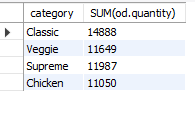 category SUM(od.quantity)
Classic 14888
Veggie 11649
Supreme 11987
Chicken 11050